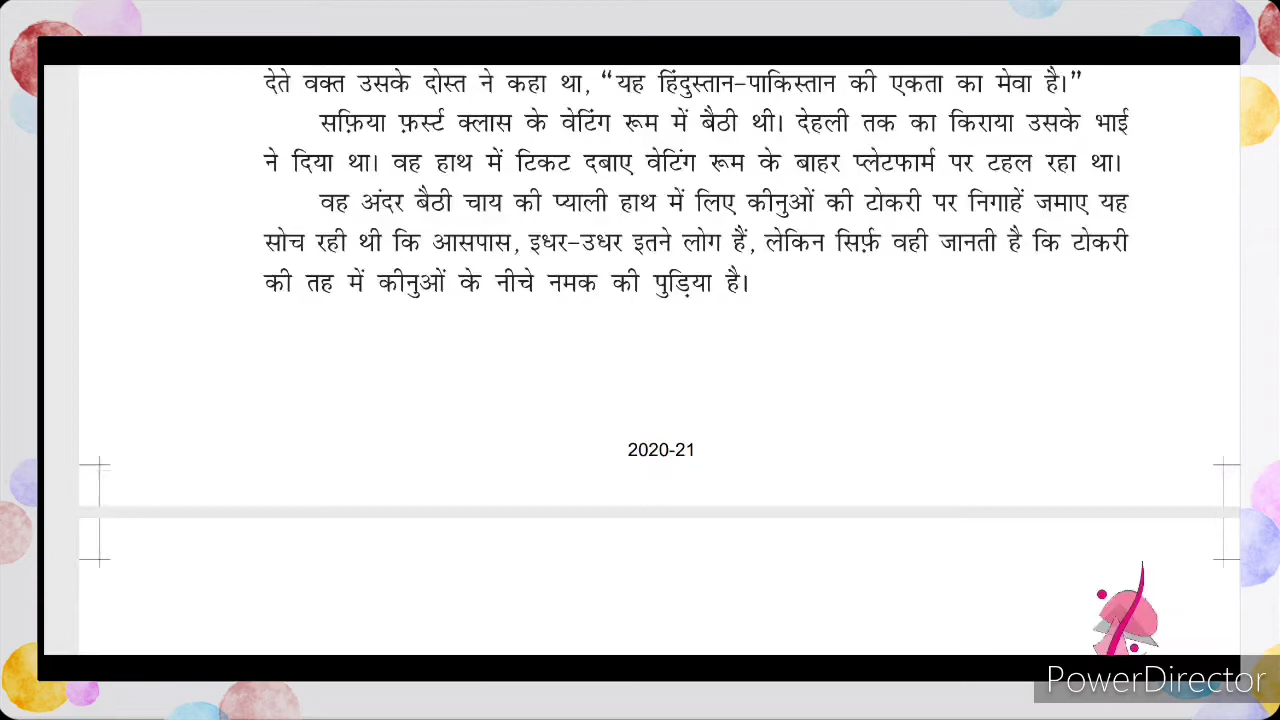 देते वक्त उसके दोस्त ने कहा था, “यह हिंदुस्तान-पाकिस्तान की एकता का मेवा है।”
सफ़िया फ़र्स्ट क्लास के वेटिंग रूम में बैठी थी। देहली तक का किराया उसके भाई
ने दिया था। वह हाथ में टिकट दबाए वेटिंग रूम के बाहर प्लेटफार्म पर टहल रहा था।
वह अंदर बैठी चाय की प्याली हाथ में लिए कीनुओं की टोकरी पर निगाहें जमाए यह
सोच रही थी कि आसपास, इधर-उधर इतने लोग हैं, लेकिन सिर्फ़ वही जानती है कि टोकरी
की तह में कीनुओं के नीचे नमक की पुड़िया है।
2020-21
PowerDirector